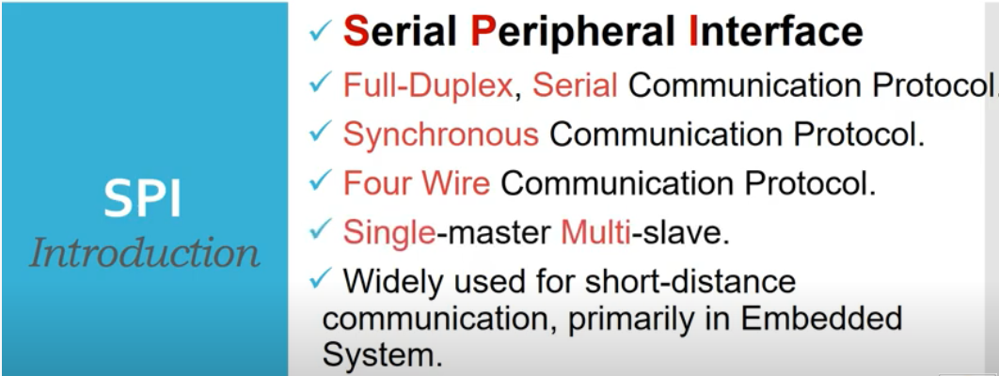 SPI
Introduction
✓ Serial Peripheral Interface
✓ Full-Duplex, Serial Communication Protocol.
✓ Synchronous Communication Protocol.
✓ Four Wire Communication Protocol.
✓ Single-master Multi-slave.
✓ Widely used for short-distance
communication, primarily in Embedded
System.